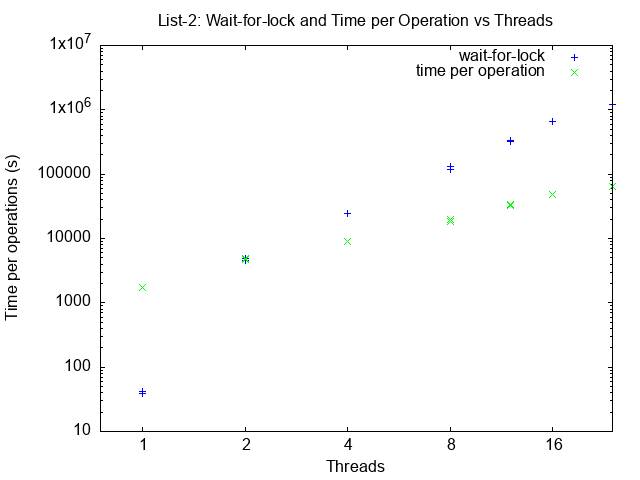 List-2: Wait-for-lock and Time per Operation vs Threads
1x10^7
wait-for-lock
time per operation
1x10^6
100000
10000
1000
100
10
Time per operations (s)
1 2 4 8 16
Threads